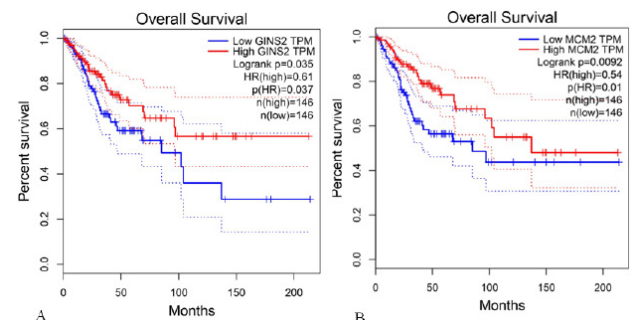 Overall Survival
Low GINS2 TPM
High GINS2 TPM
Logrank p=0.035
HR(high)=0.61
p(HR)=0.037
n(high)=146
n(low)=146
Percent survival
1.0
0.8
0.6
0.4
0.2
0.0
0 50 100 150 200
Months
A
Overall Survival
Low MCM2 TPM
High MCM2 TPM
Logrank p=0.0092
HR(high)=0.54
p(HR)=0.01
n(high)=146
n(low)=146
Percent survival
1.0
0.8
0.6
0.4
0.2
0.0
0 50 100 150 200
Months
B